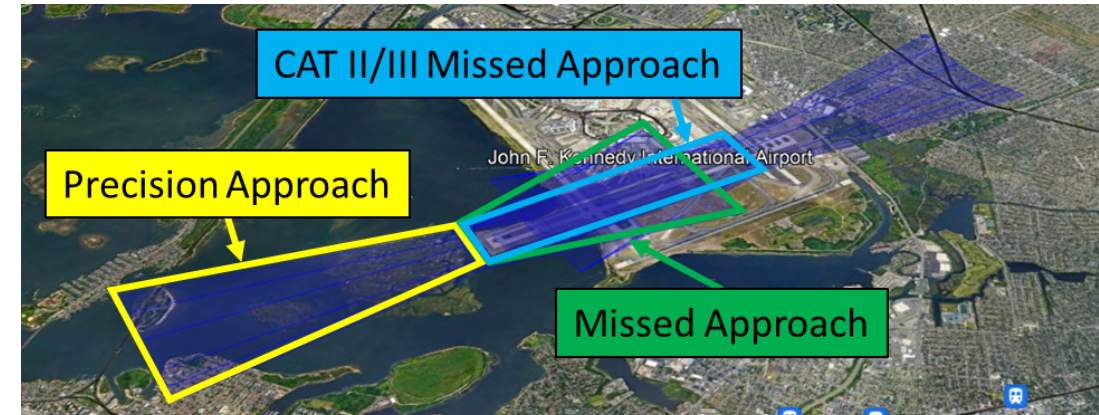 CAT II/III Missed Approach
John F. Kennedy International Airport
Precision Approach
Missed Approach